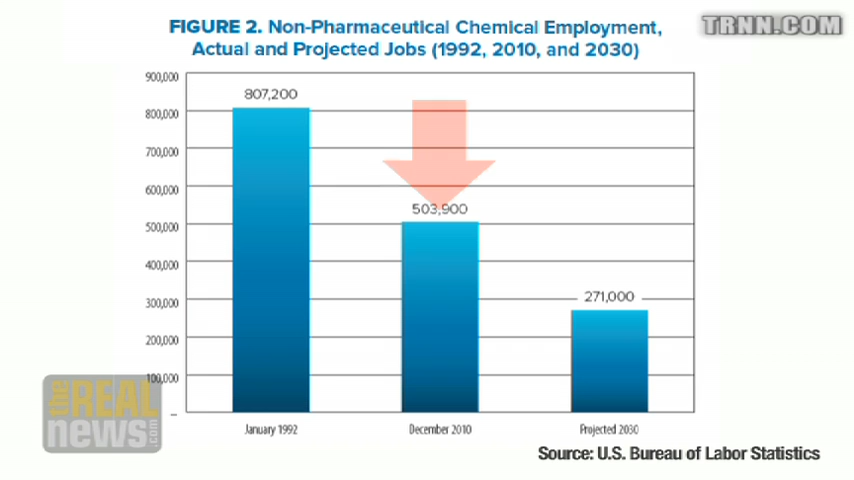 FIGURE 2. Non-Pharmaceutical Chemical Employment,
Actual and Projected Jobs (1992, 2010, and 2030)
TRNN.COM
900,000
807,200
800,000
700,000
600,000
503,900
500,000
400,000
271,000
300,000
200,000
100,000
–
January 1992
December 2010
Projected 2030
the REAL
news.com
Source: U.S. Bureau of Labor Statistics